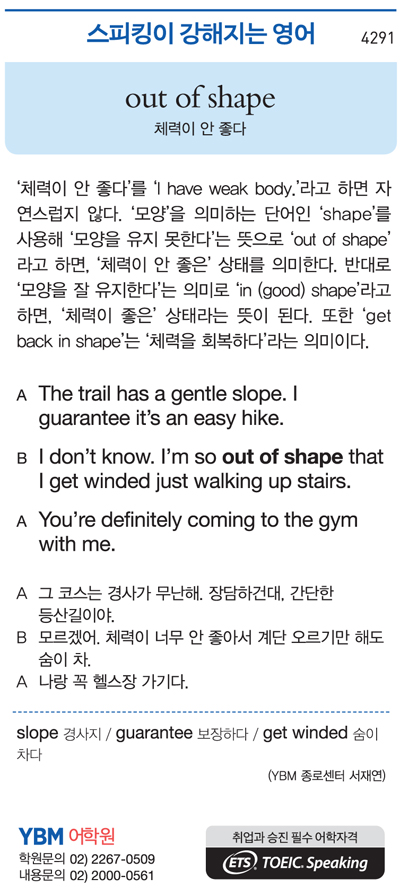 스피킹이 강해지는 영어
4291
out of shape
체력이 안 좋다
‘체력이 안 좋다’를 ‘I have weak body.’라고 하면 자
연스럽지 않다. ‘모양’을 의미하는 단어인 ‘shape’를
사용해 ‘모양을 유지 못한다’는 뜻으로 ‘out of shape’
라고 하면, ‘체력이 안 좋은’ 상태를 의미한다. 반대로
‘모양을 잘 유지한다’는 의미로 ‘in (good) shape’라고
하면, ‘체력이 좋은’ 상태라는 뜻이 된다. 또한 ‘get
back in shape’는 ‘체력을 회복하다’라는 의미이다.
A The trail has a gentle slope. I
guarantee it’s an easy hike.
B I don’t know. I’m so out of shape that
I get winded just walking up stairs.
A You’re definitely coming to the gym
with me.
A 그 코스는 경사가 무난해. 장담하건대, 간단한
등산길이야.
B 모르겠어. 체력이 너무 안 좋아서 계단 오르기만 해도
숨이 차.
A 나랑 꼭 헬스장 가기다.
slope 경사지 / guarantee 보장하다 / get winded 숨이
차다
(YBM 종로센터 서재연)
YBM 어학원
학원문의 02) 2267-0509
내용문의 02) 2000-0561
취업과 승진 필수 어학자격
ETS TOEIC. Speaking